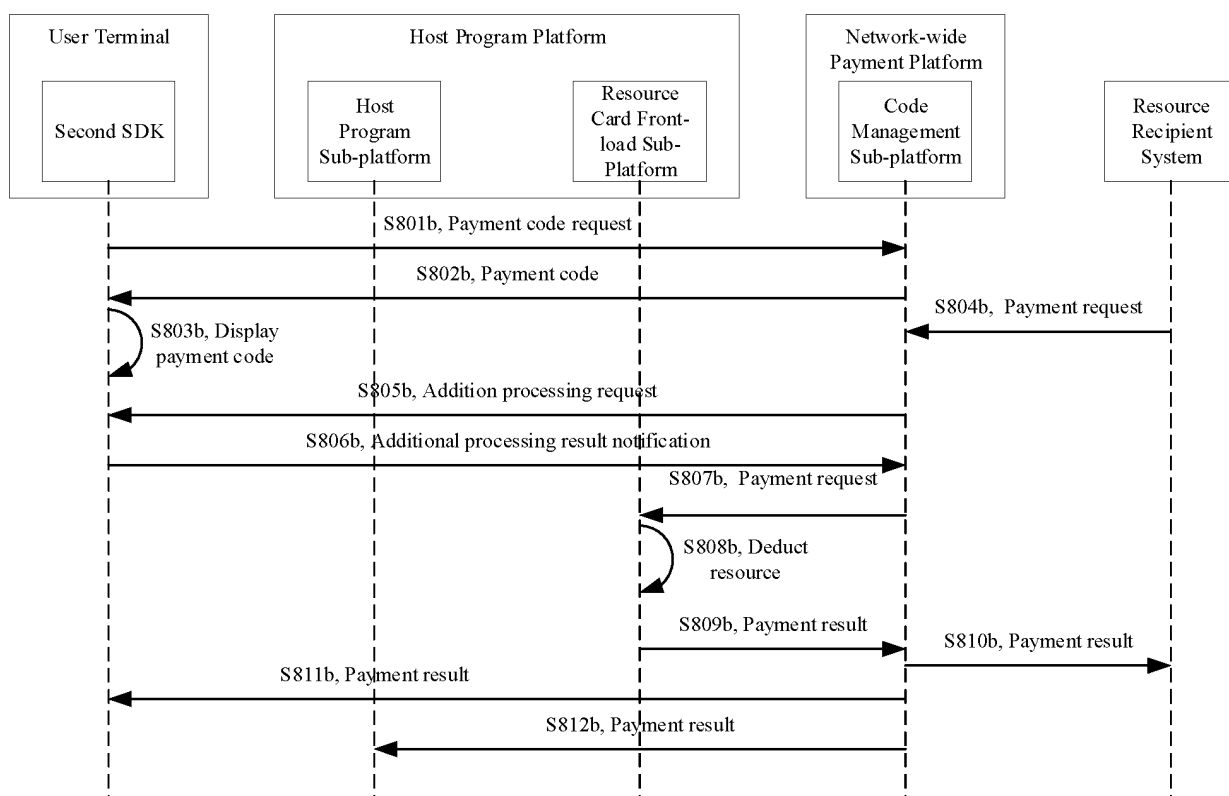 User Terminal
Host Program Platform
Network-wide
Payment Platform
Second SDK
Host
Program
Sub-platform
Resource
Card Front-
load Sub-
Platform
Code
Management
Sub-platform
Resource
Recipient
System
S801b, Payment code request
S802b, Payment code
S803b, Display
payment code
S804b,  Payment request
S805b, Addition processing request
S806b, Additional processing result notification
S807b,  Payment request
S808b, Deduct
resource
S809b, Payment result
S810b, Payment result
S811b, Payment result
S812b, Payment result